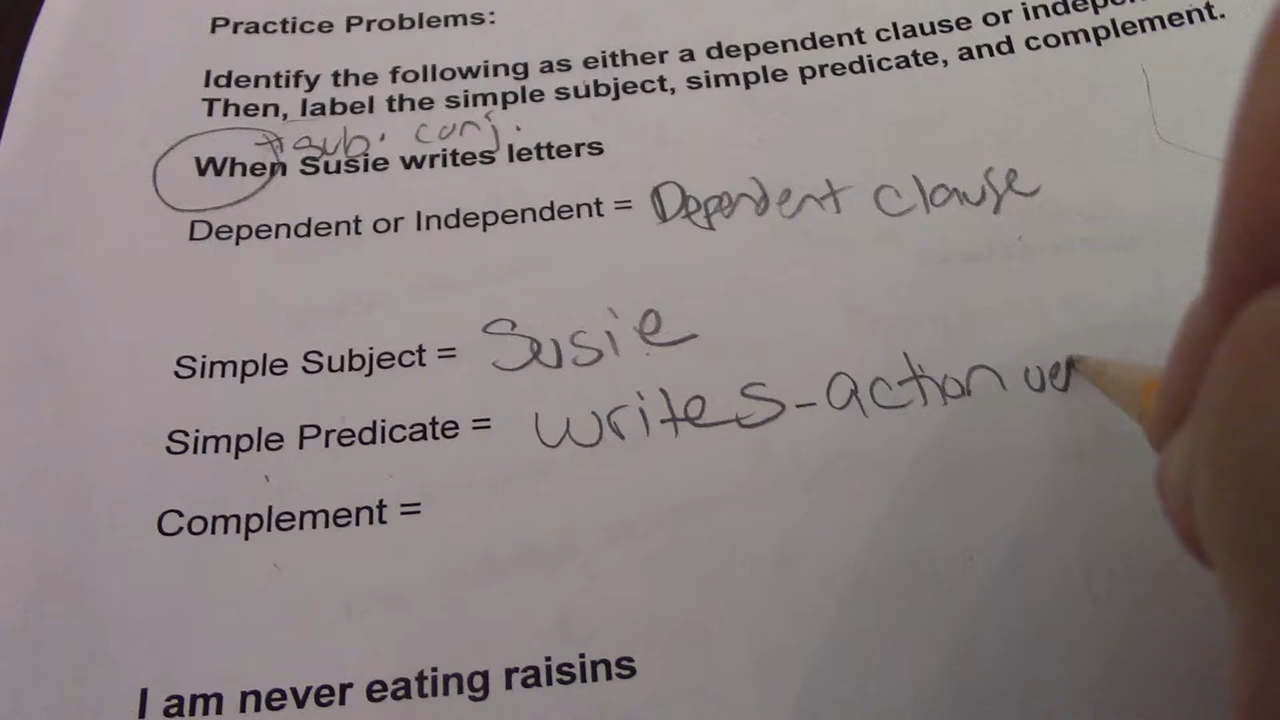 Practice Problems:
Identify the following as either a dependent clause or
Then, label the simple subject, simple predicate, and complement.
sub. conj.
When Susie writes letters
Dependent or Independent = Dependent clause
Simple Subject = Susie
Simple Predicate = writes - action ver
Complement =
I am never eating raisins